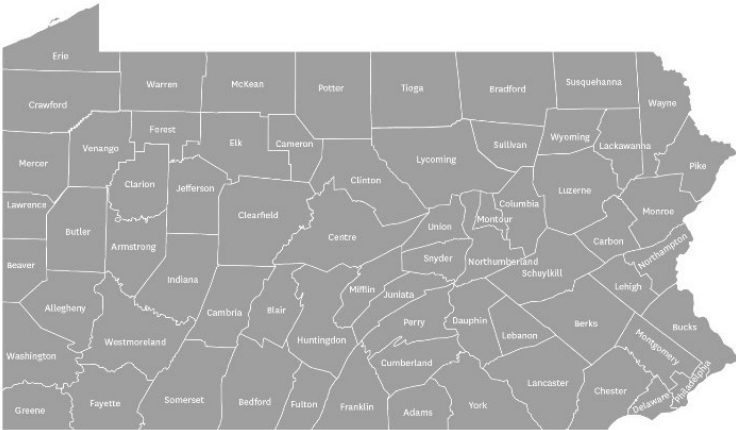 Erie
Warren
McKean
Potter
Tioga
Bradford
Susquehanna
Wayne
Crawford
Forest
Elk
Cameron
Sullivan
Wyoming
Lackawanna
Pike
Mercer
Venango
Clarion
Jefferson
Clinton
Lycoming
Luzerne
Monroe
Lawrence
Butler
Armstrong
Clearfield
Centre
Union
Montour
Columbia
Carbon
Northampton
Beaver
Indiana
Snyder
Northumberland
Schuylkill
Lehigh
Allegheny
Westmoreland
Cambria
Blair
Huntingdon
Mifflin
Juniata
Perry
Dauphin
Lebanon
Berks
Montgomery
Bucks
Washington
Cumberland
Lancaster
Chester
Delaware
Philadelphia
Greene
Fayette
Somerset
Bedford
Fulton
Franklin
Adams
York